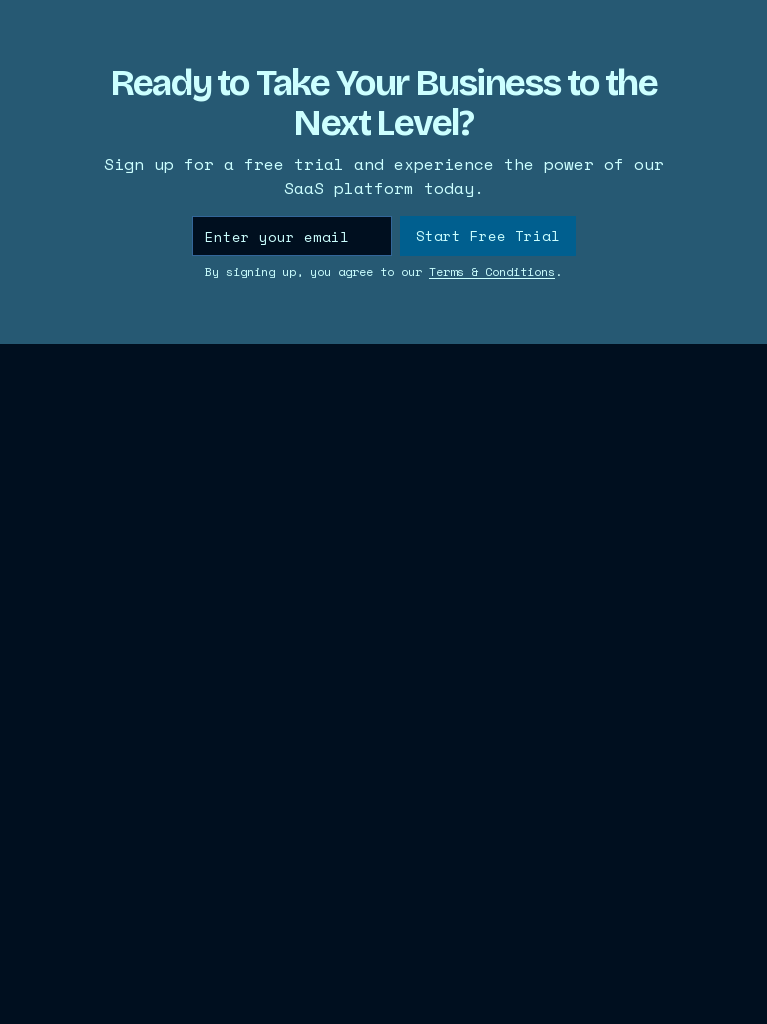 Ready to Take Your Business to the
Next Level?
Sign up for a free trial and experience the power of our
SaaS platform today.
Enter your email
Start Free Trial
By signing up, you agree to our Terms & Conditions.